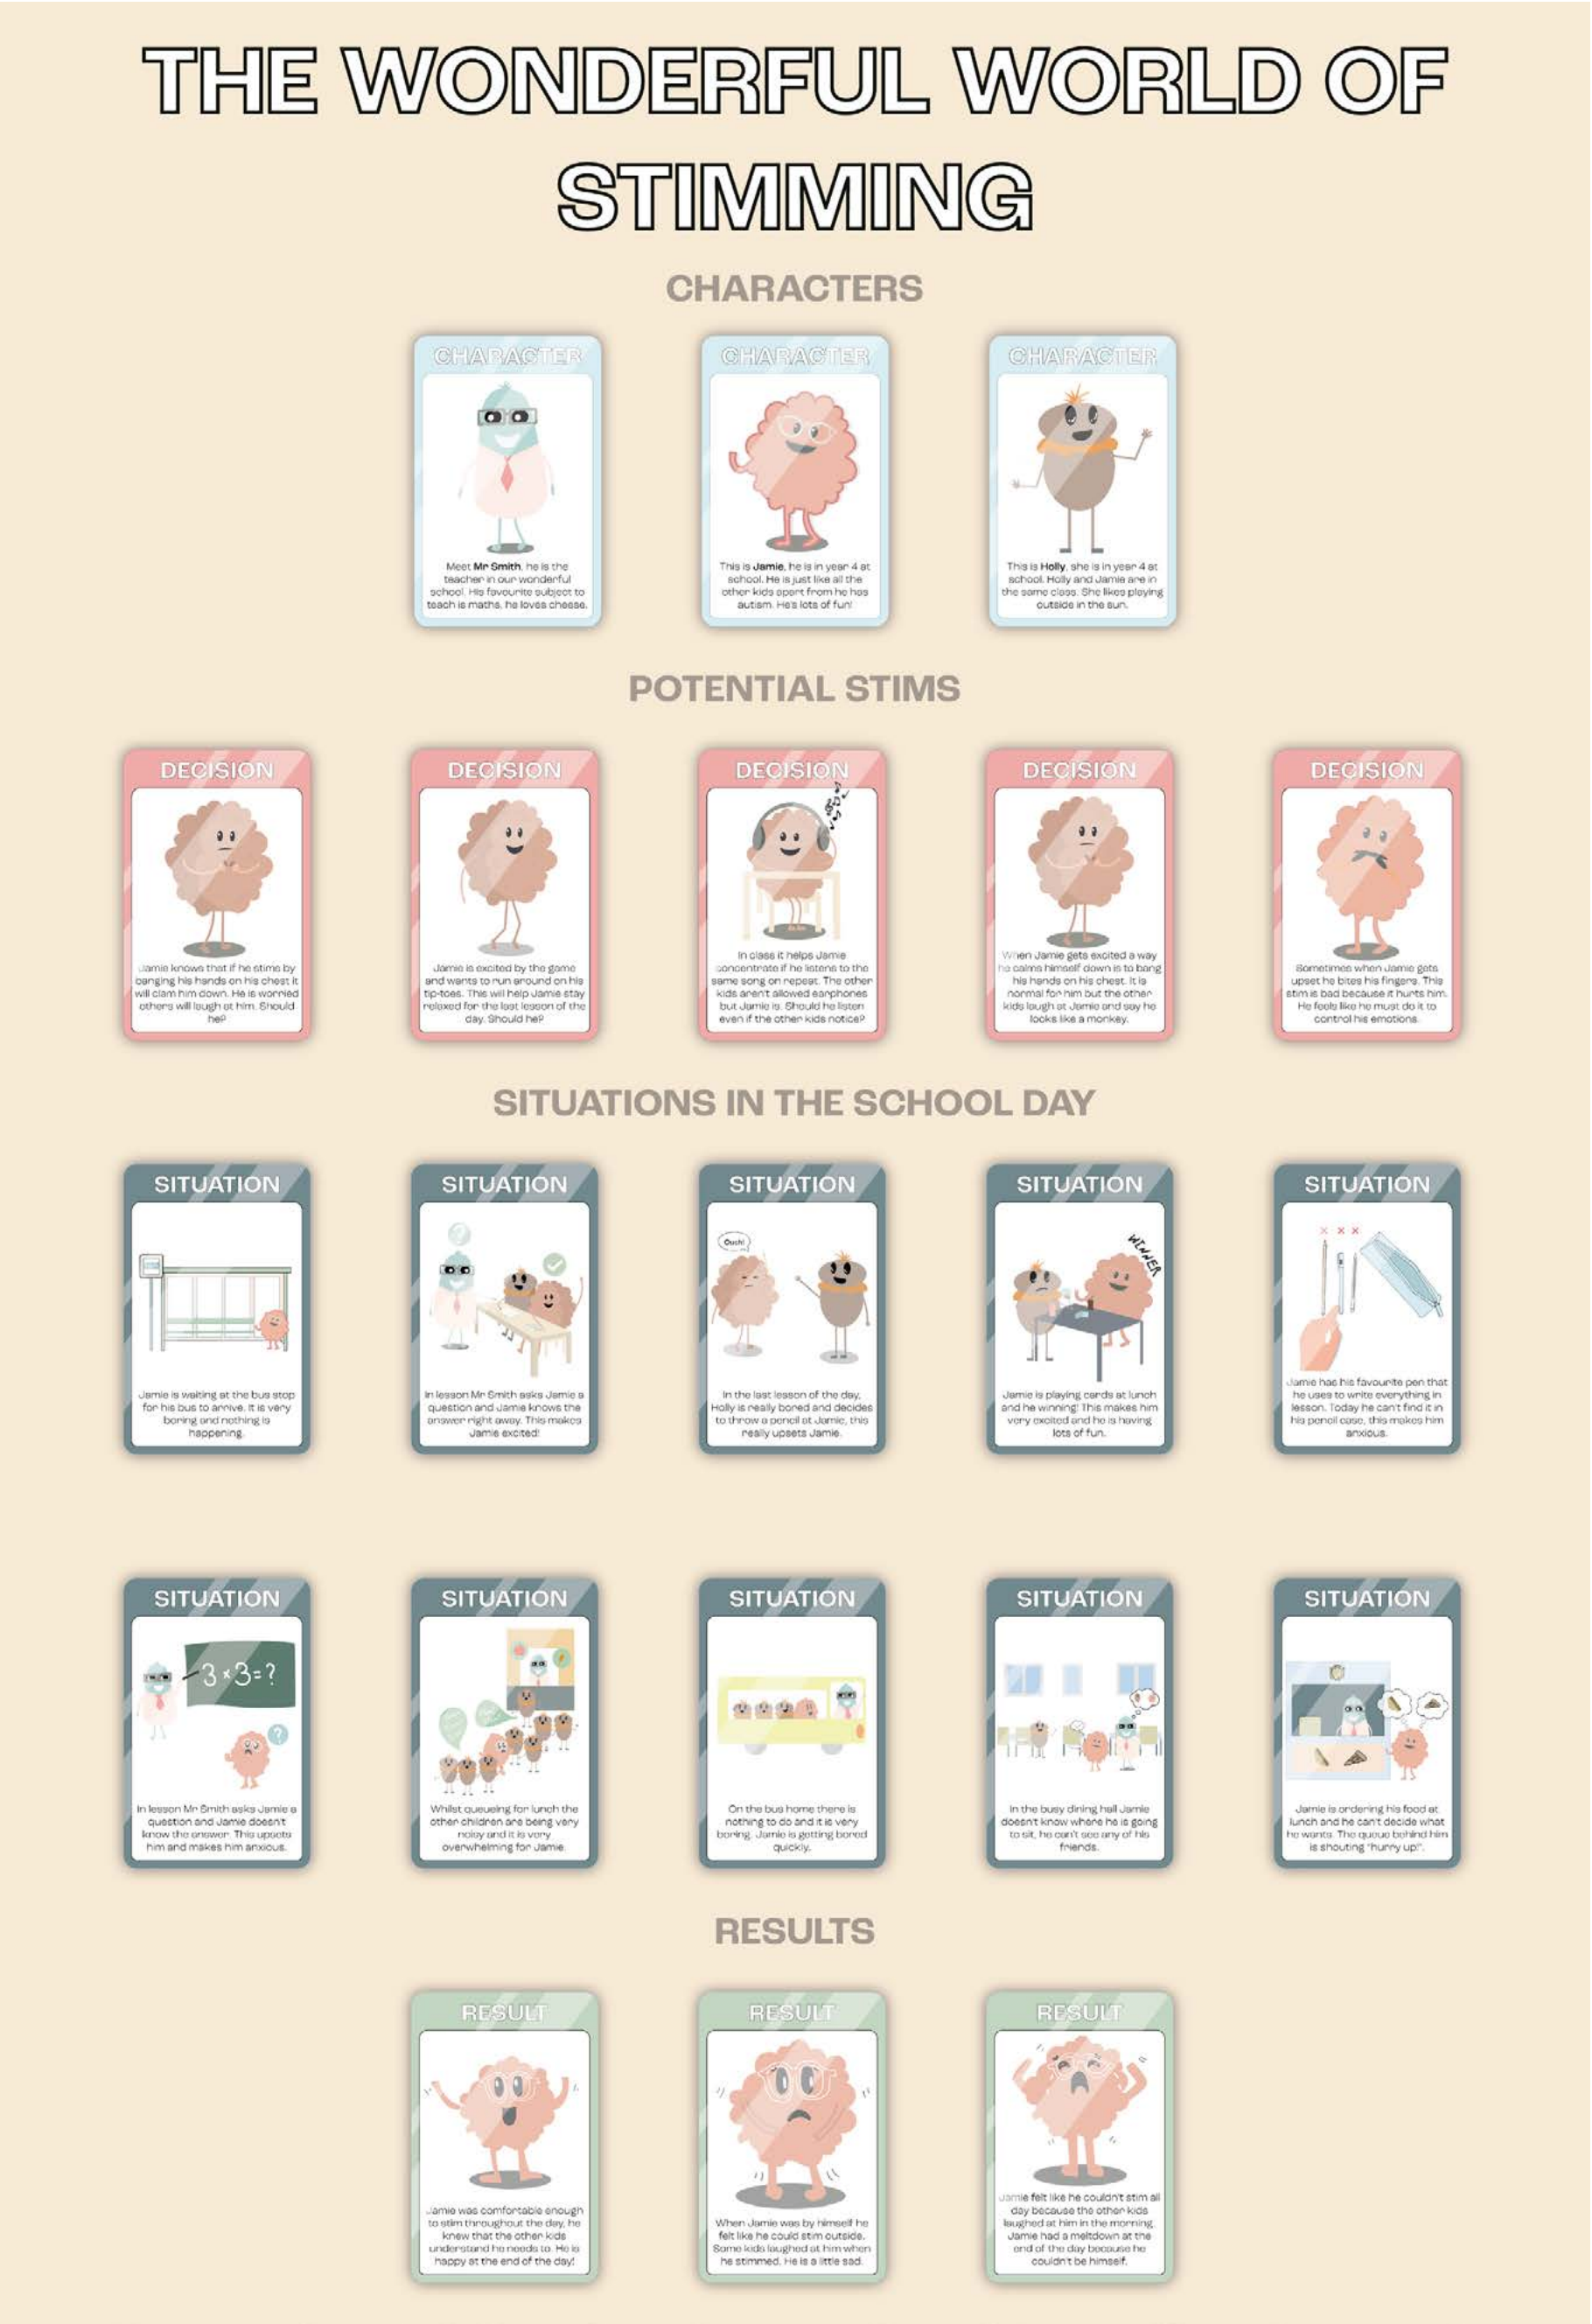 THE WONDERFUL WORLD OF
STIMMING
CHARACTERS
CHARACTER
Meet Mr Smith, he is the
teacher in our wonderful
school. His favourite subject to
teach is maths, he loves cheese.
CHARACTER
This is Jamie, he is in year 4 at
school. He is just like all the
other kids apart from he has
autism. He's lots of fun!
CHARACTER
This is Holly, she is in year 4 at
school. Holly and Jamie are in
the same class. She likes playing
outside in the sun.
POTENTIAL STIMS
DECISION
Jamie knows that if he stims by
banging his hands on his chest it
will clam him down. He is worried
others will laugh at him. Should
he?
DECISION
Jamie is excited by the game
and wants to run around on his
tip-toes. This will help Jamie stay
relaxed for the last lesson of the
day. Should he?
DECISION
In class it helps Jamie
concentrate if he listens to the
same song on repeat. The other
kids aren't allowed earphones
but Jamie is. Should he listen
even if the other kids notice?
DECISION
When Jamie gets excited a way
he calms himself down is to bang
his hands on his chest. It is
normal for him but the other
kids laugh at Jamie and say he
looks like a monkey.
DECISION
Sometimes when Jamie gets
upset he bites his fingers. This
stim is bad because it hurts him.
He feels like he must do it to
control his emotions.
SITUATIONS IN THE SCHOOL DAY
SITUATION
Jamie is waiting at the bus stop
for his bus to arrive. It is very
boring and nothing is
happening.
SITUATION
?
In lesson Mr Smith asks Jamie a
question and Jamie knows the
answer right away. This makes
Jamie excited!
SITUATION
Ouch!
In the last lesson of the day,
Holly is really bored and decides
to throw a pencil at Jamie, this
really upsets Jamie.
SITUATION
WINNER
Jamie is playing cards at lunch
and he winning! This makes him
very excited and he is having
lots of fun.
SITUATION
Jamie has his favourite pen that
he uses to write everything in
lesson. Today he can't find it in
his pencil case, this makes him
anxious.
SITUATION
3×3=?
?
In lesson Mr Smith asks Jamie a
question and Jamie doesn't
know the answer. This upsets
him and makes him anxious.
SITUATION
Whilst queueing for lunch the
other children are being very
noisy and it is very
overwhelming for Jamie.
SITUATION
On the bus home there is
nothing to do and it is very
boring. Jamie is getting bored
quickly.
SITUATION
In the busy dining hall Jamie
doesn't know where he is going
to sit, he can't see any of his
friends.
SITUATION
Jamie is ordering his food at
lunch and he can't decide what
he wants. The queue behind him
is shouting "hurry up!".
RESULTS
RESULT
Jamie was comfortable enough
to stim throughout the day, he
knew that the other kids
understand he needs to. He is
happy at the end of the day!
RESULT
When Jamie was by himself he
felt like he could stim outside.
Some kids laughed at him when
he stimmed. He is a little sad.
RESULT
Jamie felt like he couldn't stim all
day because the other kids
laughed at him in the morning.
Jamie had a meltdown at the
end of the day because he
couldn't be himself.